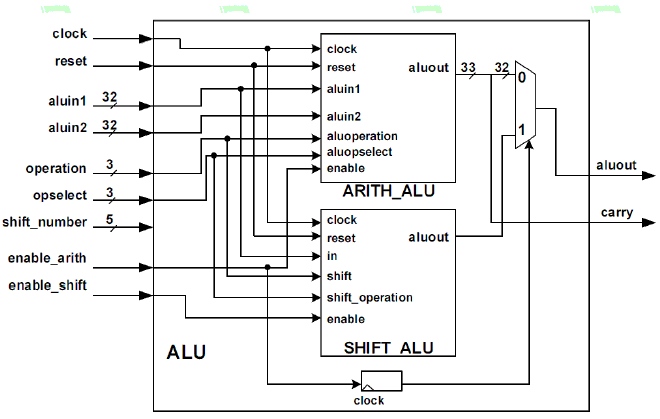 clock
reset
aluin1
32
aluin2
32
operation
3
opselect
3
shift_number
5
enable_arith
enable_shift
clock
reset
aluin1
aluin2
aluoperation
aluopselect
enable
aluout
ARITH_ALU
33
32
0
1
clock
reset
in
shift
shift_operation
enable
aluout
SHIFT_ALU
aluout
carry
ALU
clock